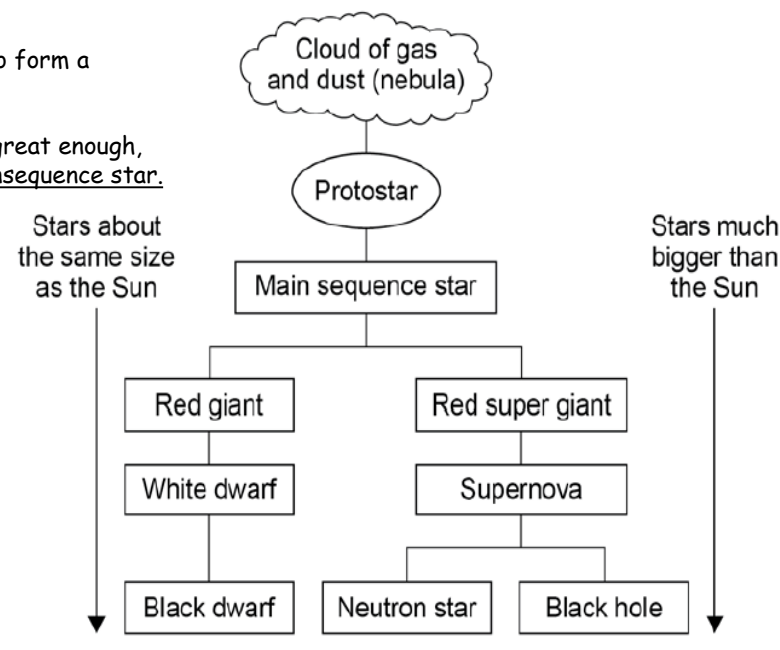 Cloud of gas
and dust (nebula)
form a
great enough,
nsequence star.
Protostar
Stars about
the same size
as the Sun
Stars much
bigger than
the Sun
Main sequence star
Red giant
Red super giant
White dwarf
Supernova
Black dwarf
Neutron star
Black hole